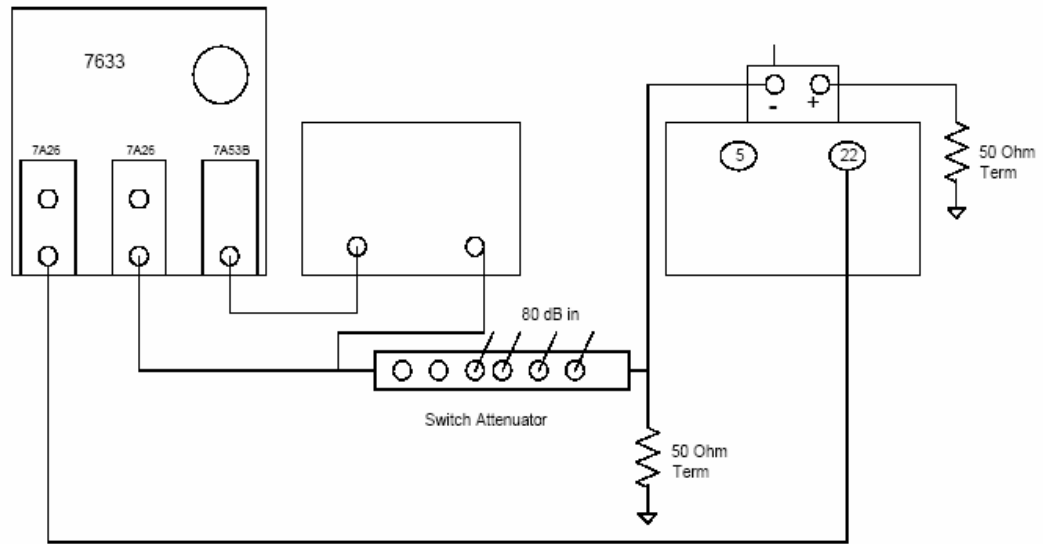 7633
7A26
7A26
7A53B
-
+
5
22
50 Ohm
Term
80 dB in
Switch Attenuator
50 Ohm
Term